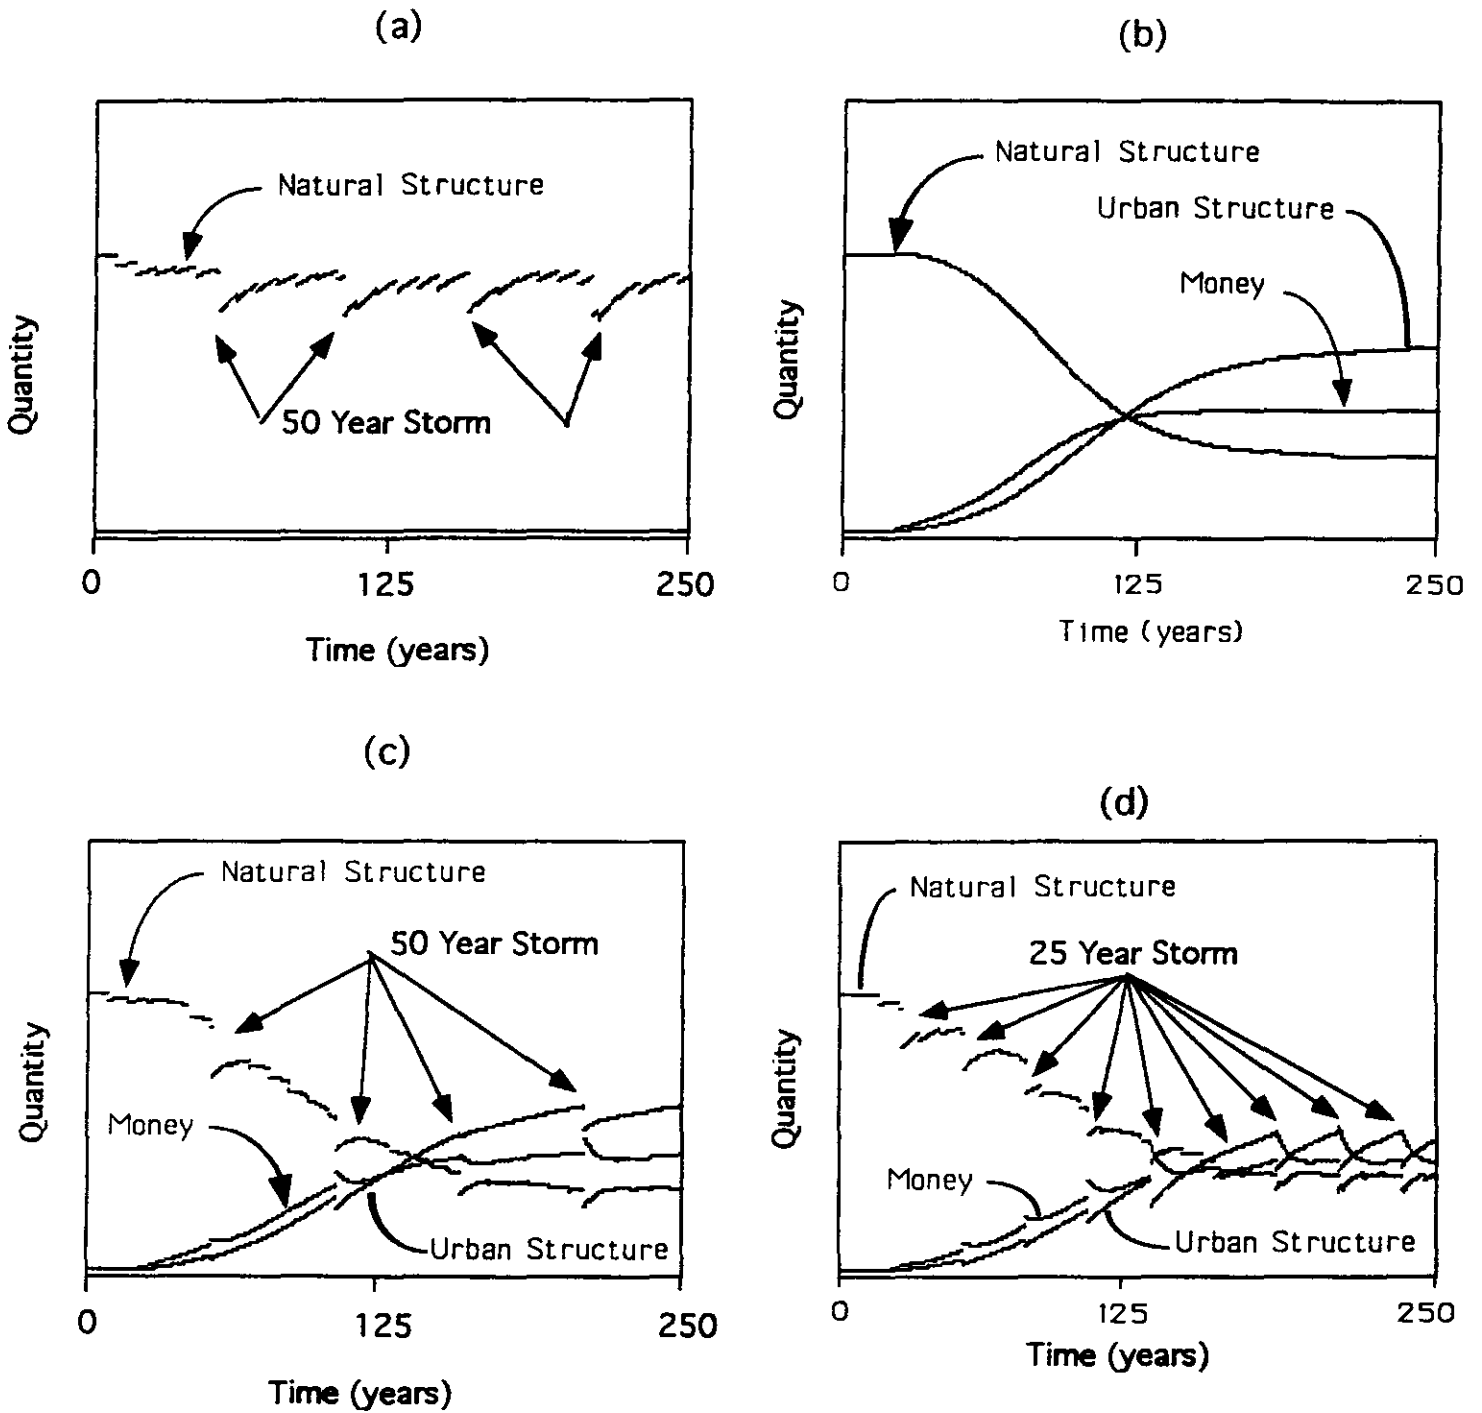 (a)
Natural Structure
50 Year Storm
Quantity
0 125 250
Time (years)
(b)
Natural Structure
Urban Structure
Money
Quantity
0 125 250
Time (years)
(c)
Natural Structure
50 Year Storm
Money
Urban Structure
Quantity
0 125 250
Time (years)
(d)
Natural Structure
25 Year Storm
Money
Urban Structure
Quantity
0 125 250
Time (years)